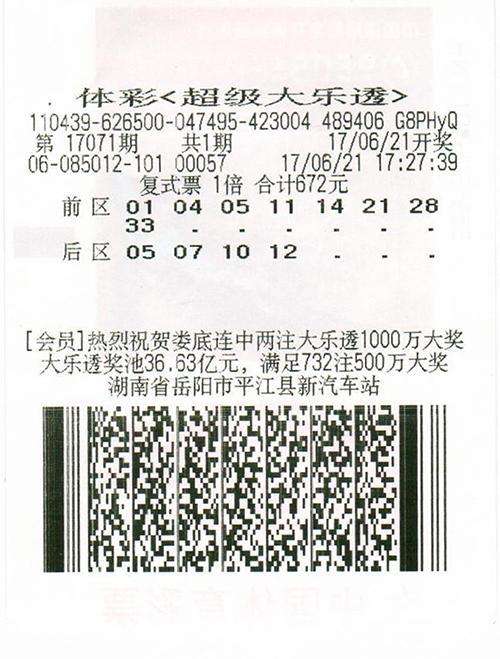 体彩<超级大乐透>
110439-626500-047495-423004 489406 G8PHyQ
第 17071期 共1期 17/06/21开奖
06-085012-101 00057 17/06/21 17:27:39
复式票 1倍 合计672元
前区 01 04 05 11 14 21 28
33 - - - - - -
后区 05 07 10 12 - - -
[会员]热烈祝贺娄底连中两注大乐透1000万大奖
大乐透奖池36.63亿元，满足732注500万大奖
湖南省岳阳市平江县新汽车站